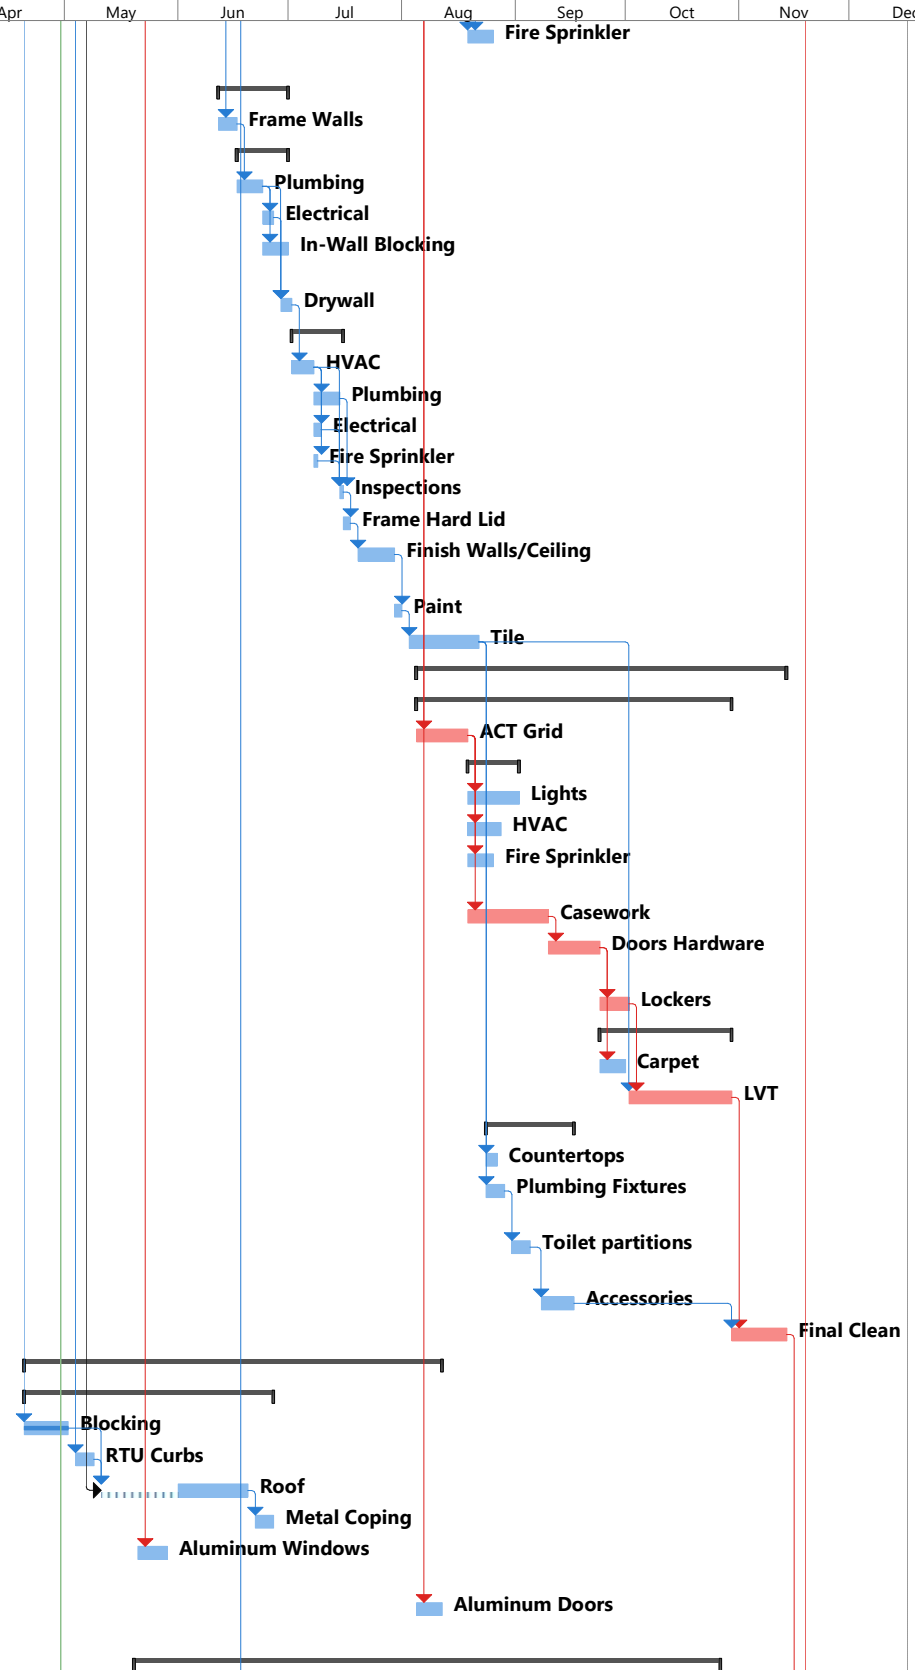 Apr May Jun Jul Aug Sep Oct Nov Dec
Fire Sprinkler
Frame Walls
Plumbing
Electrical
In-Wall Blocking
Drywall
HVAC
Plumbing
Electrical
Fire Sprinkler
Inspections
Frame Hard Lid
Finish Walls/Ceiling
Paint
Tile
ACT Grid
Lights
HVAC
Fire Sprinkler
Casework
Doors Hardware
Lockers
Carpet
LVT
Countertops
Plumbing Fixtures
Toilet partitions
Accessories
Final Clean
Blocking
RTU Curbs
Roof
Metal Coping
Aluminum Windows
Aluminum Doors